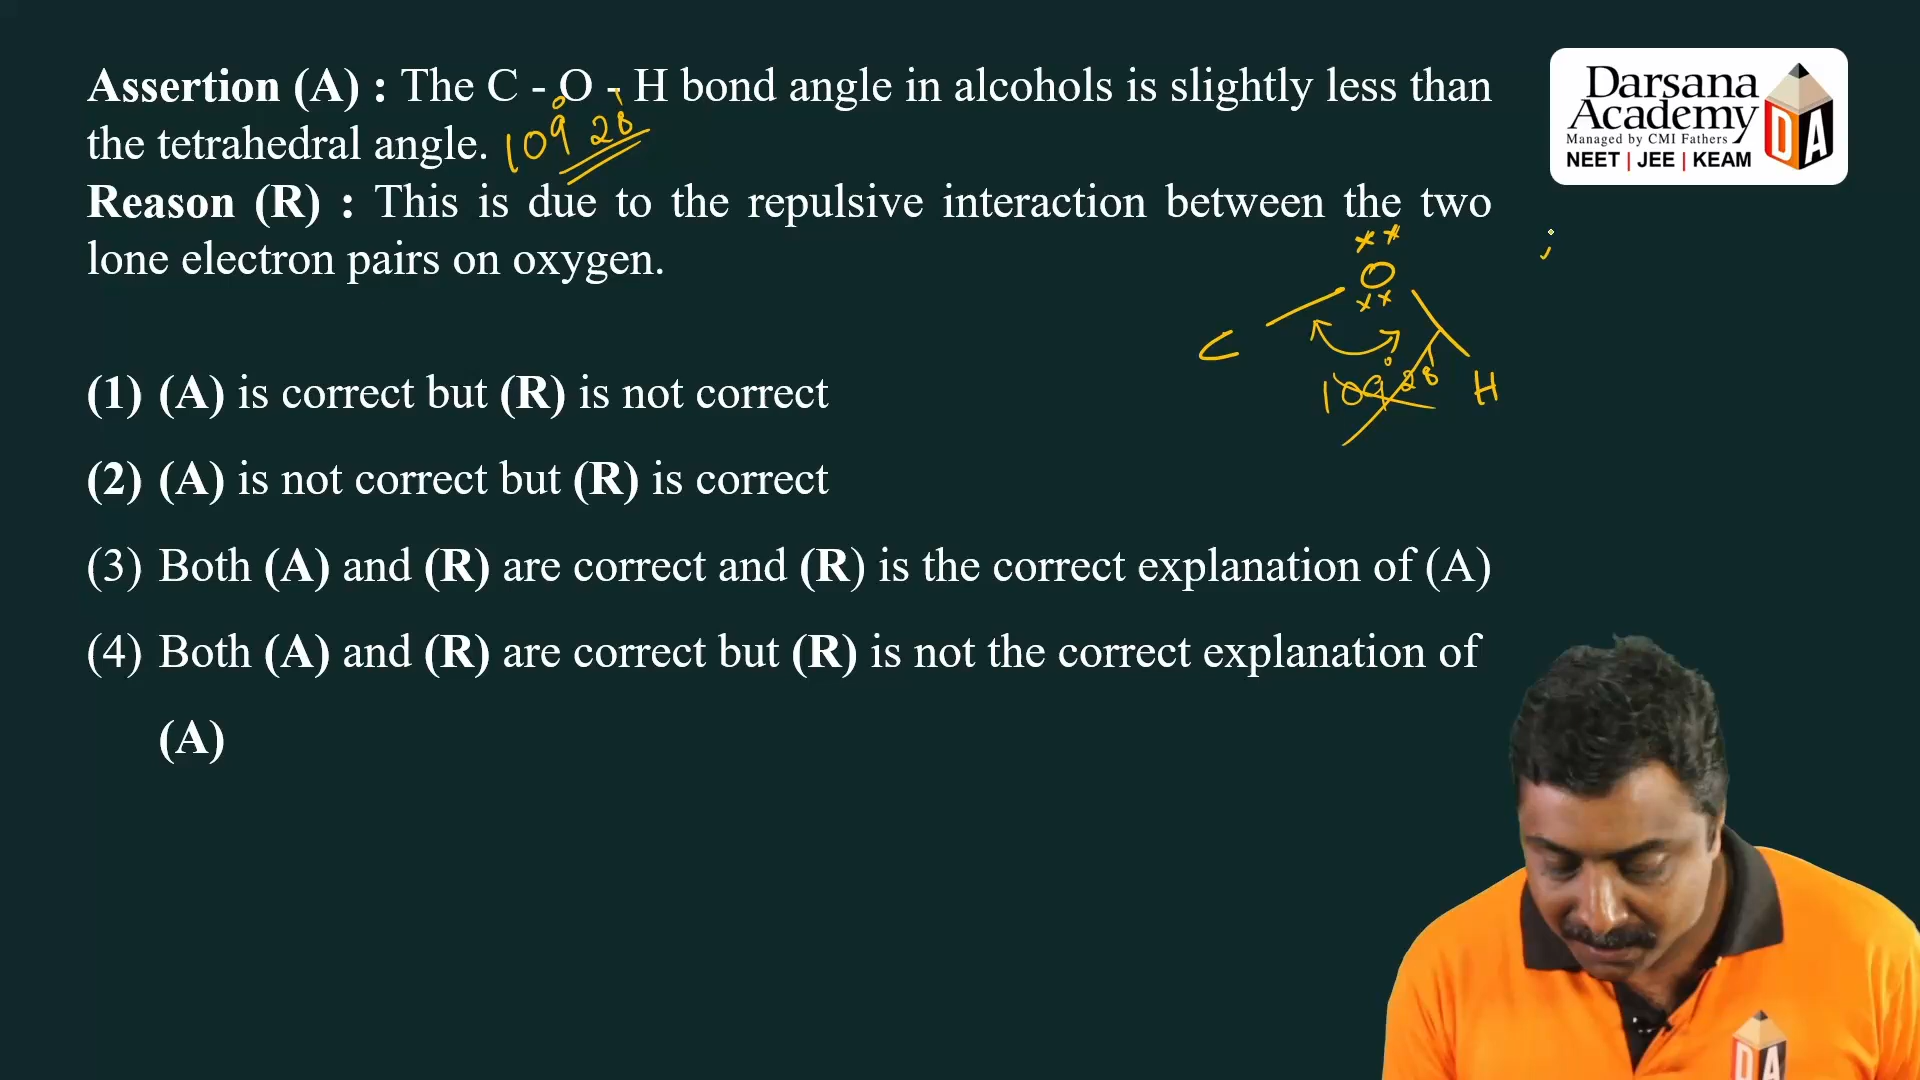 Assertion (A) : The C - O - H bond angle in alcohols is slightly less than
the tetrahedral angle. 109° 28'
Reason (R) : This is due to the repulsive interaction between the two
lone electron pairs on oxygen.
O
C
109° 28'
H
(1) (A) is correct but (R) is not correct
(2) (A) is not correct but (R) is correct
(3) Both (A) and (R) are correct and (R) is the correct explanation of (A)
(4) Both (A) and (R) are correct but (R) is not the correct explanation of
(A)
Darsana
Academy
Managed by CMI Fathers
NEET | JEE | KEAM
DA
DA